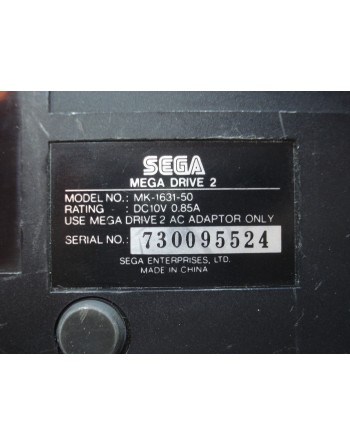 SEGA
MEGA DRIVE 2
MODEL NO.: MK-1631-50
RATING : DC10V 0.85A
USE MEGA DRIVE 2 AC ADAPTOR ONLY
SERIAL NO.: 730095524
SEGA ENTERPRISES, LTD.
MADE IN CHINA